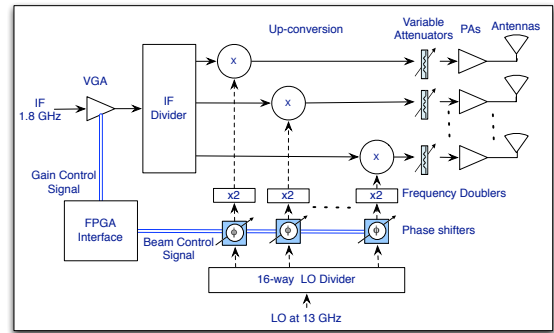 Up-conversion
Variable
Attenuators
PAs
Antennas
VGA
IF
1.8 GHz
IF
Divider
x
x
x
Gain Control
Signal
FPGA
Interface
Beam Control
Signal
x2
x2
x2
Frequency Doublers
ϕ
ϕ
ϕ
Phase shifters
16-way LO Divider
LO at 13 GHz